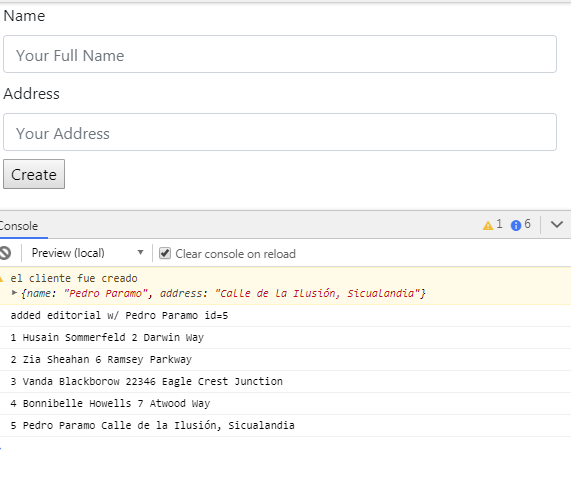 Name
Your Full Name
Address
Your Address
Create
Console
1 6
Preview (local) Clear console on reload
el cliente fue creado
{name: "Pedro Paramo", address: "Calle de la Ilusión, Sicualandia"}
added editorial w/ Pedro Paramo id=5
1 Husain Sommerfeld 2 Darwin Way
2 Zia Sheahan 6 Ramsey Parkway
3 Vanda Blackborow 22346 Eagle Crest Junction
4 Bonnibelle Howells 7 Atwood Way
5 Pedro Paramo Calle de la Ilusión, Sicualandia